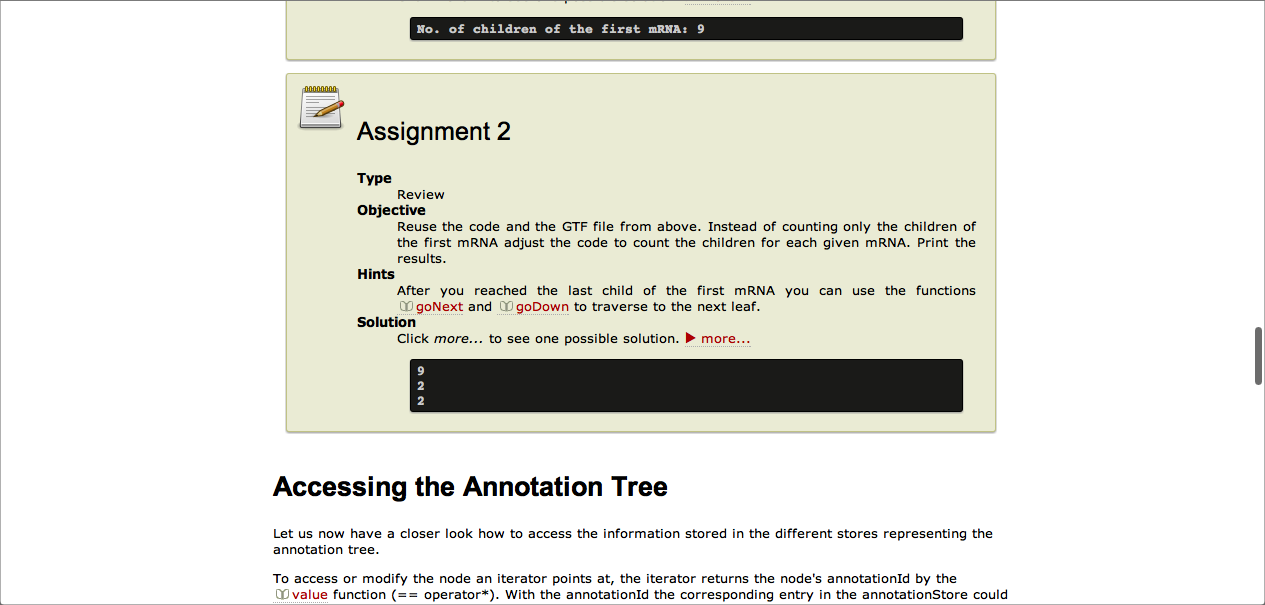 No. of children of the first mRNA: 9
Assignment 2
Type
Review
Objective
Reuse the code and the GTF file from above. Instead of counting only the children of
the first mRNA adjust the code to count the children for each given mRNA. Print the
results.
Hints
After you reached the last child of the first mRNA you can use the functions
goNext and goDown to traverse to the next leaf.
Solution
Click more... to see one possible solution. ▶ more...
9
2
2
Accessing the Annotation Tree
Let us now have a closer look how to access the information stored in the different stores representing the
annotation tree.
To access or modify the node an iterator points at, the iterator returns the node's annotationId by the
value function (== operator*). With the annotationId the corresponding entry in the annotationStore could